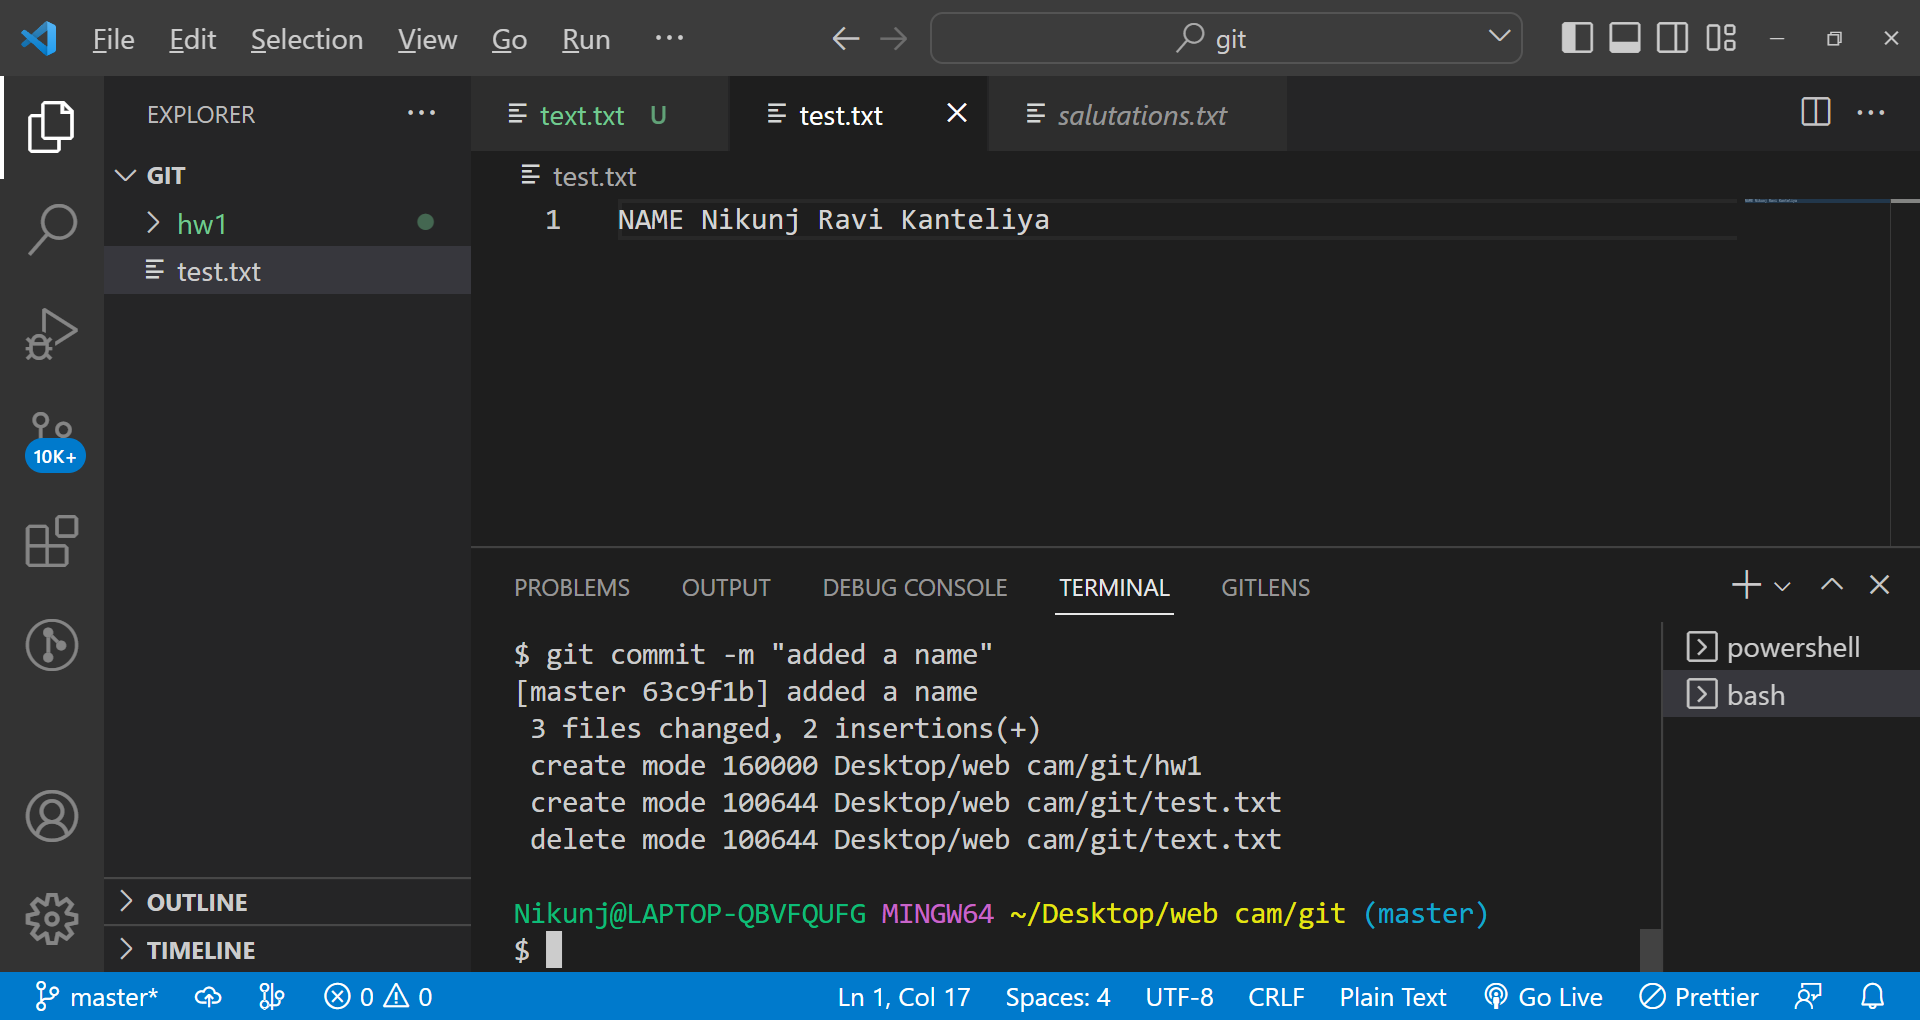 File Edit Selection View Go Run ···
git
EXPLORER ···
GIT
hw1
test.txt
10K+
OUTLINE
TIMELINE
text.txt U
test.txt
salutations.txt
test.txt
1 NAME Nikunj Ravi Kanteliya
PROBLEMS OUTPUT DEBUG CONSOLE TERMINAL GITLENS
$ git commit -m "added a name"
[master 63c9f1b] added a name
3 files changed, 2 insertions(+)
create mode 160000 Desktop/web cam/git/hw1
create mode 100644 Desktop/web cam/git/test.txt
delete mode 100644 Desktop/web cam/git/text.txt
Nikunj@LAPTOP-QBVFQUFG MINGW64 ~/Desktop/web cam/git (master)
$
powershell
bash
master* 0 0 Ln 1, Col 17 Spaces: 4 UTF-8 CRLF Plain Text Go Live Prettier